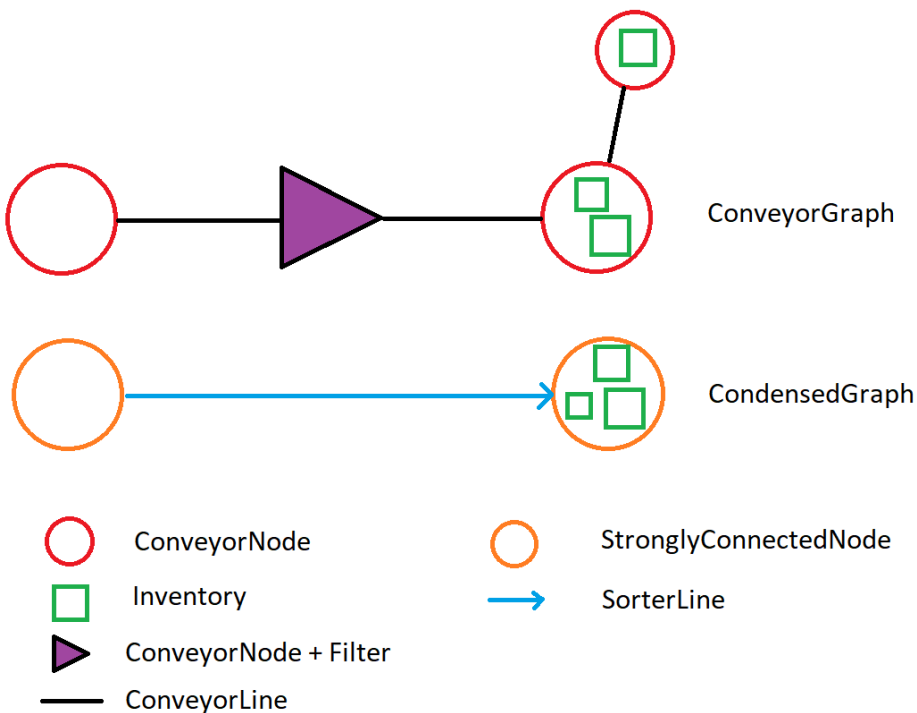 ConveyorGraph
CondensedGraph
ConveyorNode
StronglyConnectedNode
Inventory
SorterLine
ConveyorNode + Filter
ConveyorLine